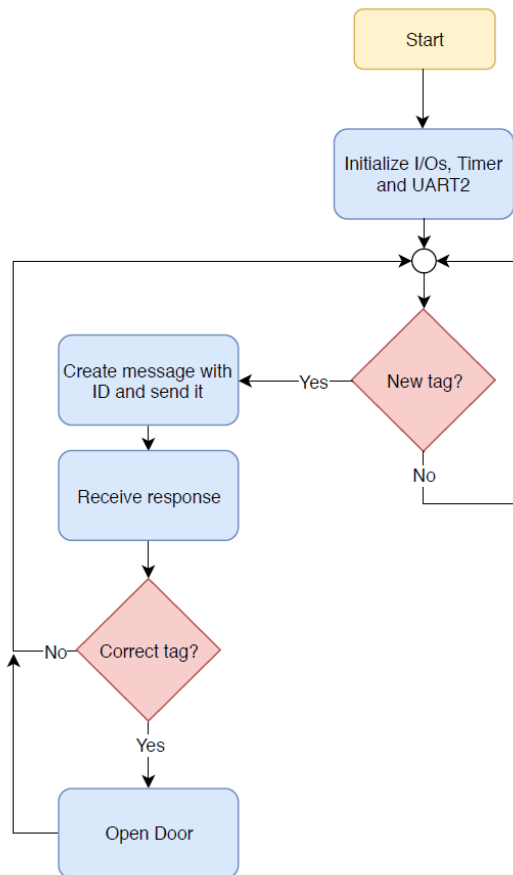 Start
Initialize I/Os, Timer
and UART2
New tag?
Yes
No
Create message with
ID and send it
Receive response
Correct tag?
No
Yes
Open Door